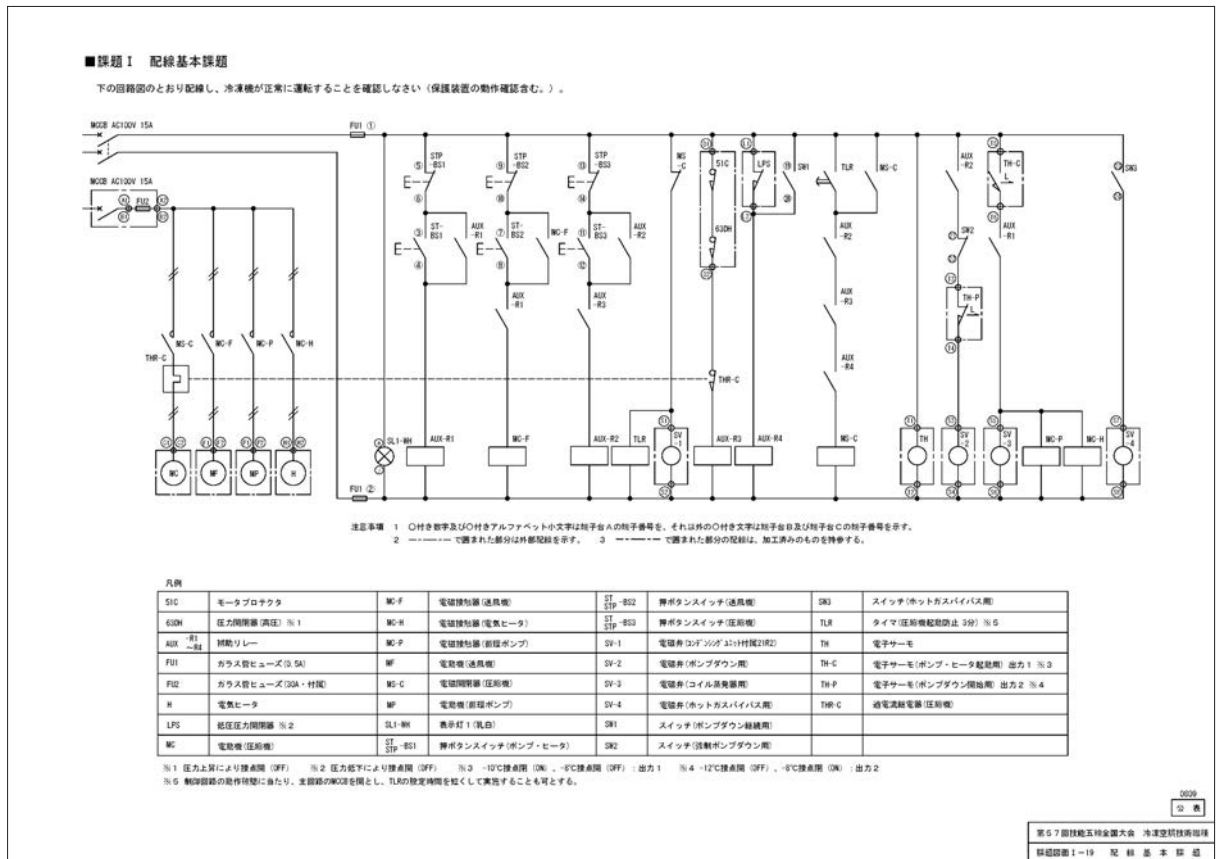 ■課題Ⅰ 配線基本課題
下の回路図のとおり配線し、冷凍機が正常に運転することを確認しなさい（保護装置の動作確認含む。）。
MCCB AC100V 15A
FU1 ①
MCCB AC100V 15A
FU2
STP -BS1
⑤
⑥
ST- BS1
③
④
AUX -R1
STP -BS2
⑨
⑩
ST- BS2
⑦
⑧
MC-F
AUX -R1
STP -BS3
⑬
⑭
ST- BS3
⑪
⑫
AUX -R2
AUX -R3
MS -C
51C
63DH
THR-C
LPS
⑲
SW1
⑳
TLR
MS-C
AUX -R2
AUX -R3
AUX -R4
AUX -R2
SW2
TH-P
L
TH-C
L
AUX -R1
SW3
MS-C
MC-F
MC-P
MC-H
THR-C
MC
MF
MP
H
SL1-WH
AUX-R1
MC-F
AUX-R2
TLR
SV -1
AUX-R3
AUX-R4
MS-C
TH
SV -2
SV -3
MC-P
MC-H
SV -4
FU1 ②
注意事項 1 ○付き数字及び○付きアルファベット小文字は端子台Aの端子番号を、それ以外の○付き文字は端子台B及び端子台Cの端子番号を示す。
2 で囲まれた部分は外部配線を示す。 3 で囲まれた部分の配線は、加工済みのものを持参する。
凡例
51C モータプロテクタ MC-F 電磁接触器(送風機) ST STP -BS2 押ボタンスイッチ(送風機) SW3 スイッチ(ホットガスバイパス用)
63DH 圧力開閉器(高圧) ※1 MC-H 電磁接触器(電気ヒータ) ST STP -BS3 押ボタンスイッチ(圧縮機) TLR タイマ(圧縮機起動防止 3分) ※5
AUX -R1 ～R4 補助リレー MC-P 電磁接触器(循環ポンプ) SV-1 電磁弁(ｺﾝﾃﾞﾝｼﾝｸﾞﾕﾆｯﾄ付属21R2) TH 電子サーモ
FU1 ガラス管ヒューズ(0.5A) MF 電動機(送風機) SV-2 電磁弁(ポンプダウン用) TH-C 電子サーモ(ポンプ・ヒータ起動用) 出力1 ※3
FU2 ガラス管ヒューズ(30A・付属) MS-C 電磁開閉器(圧縮機) SV-3 電磁弁(コイル蒸発器用) TH-P 電子サーモ(ポンプダウン開始用) 出力2 ※4
H 電気ヒータ MP 電動機(循環ポンプ) SV-4 電磁弁(ホットガスバイパス用) THR-C 過電流継電器(圧縮機)
LPS 低圧圧力開閉器 ※2 SL1-WH 表示灯1(乳白) SW1 スイッチ(ポンプダウン継続用)
MC 電動機(圧縮機) ST STP -BS1 押ボタンスイッチ(ポンプ・ヒータ) SW2 スイッチ(強制ポンプダウン用)
※1 圧力上昇により接点開（OFF） ※2 圧力低下により接点開（OFF） ※3 -10℃接点閉（ON）、-8℃接点開（OFF）：出力1 ※4 -12℃接点開（OFF）、-8℃接点閉（ON）：出力2
※5 制御回路の動作確認に当たり、主回路のMCCBを開とし、TLRの設定時間を短くして実施することも可とする。
0809
公 表
第57回技能五輪全国大会 冷凍空調技術職種
課題図面Ⅰ-19 配 線 基 本 課 題